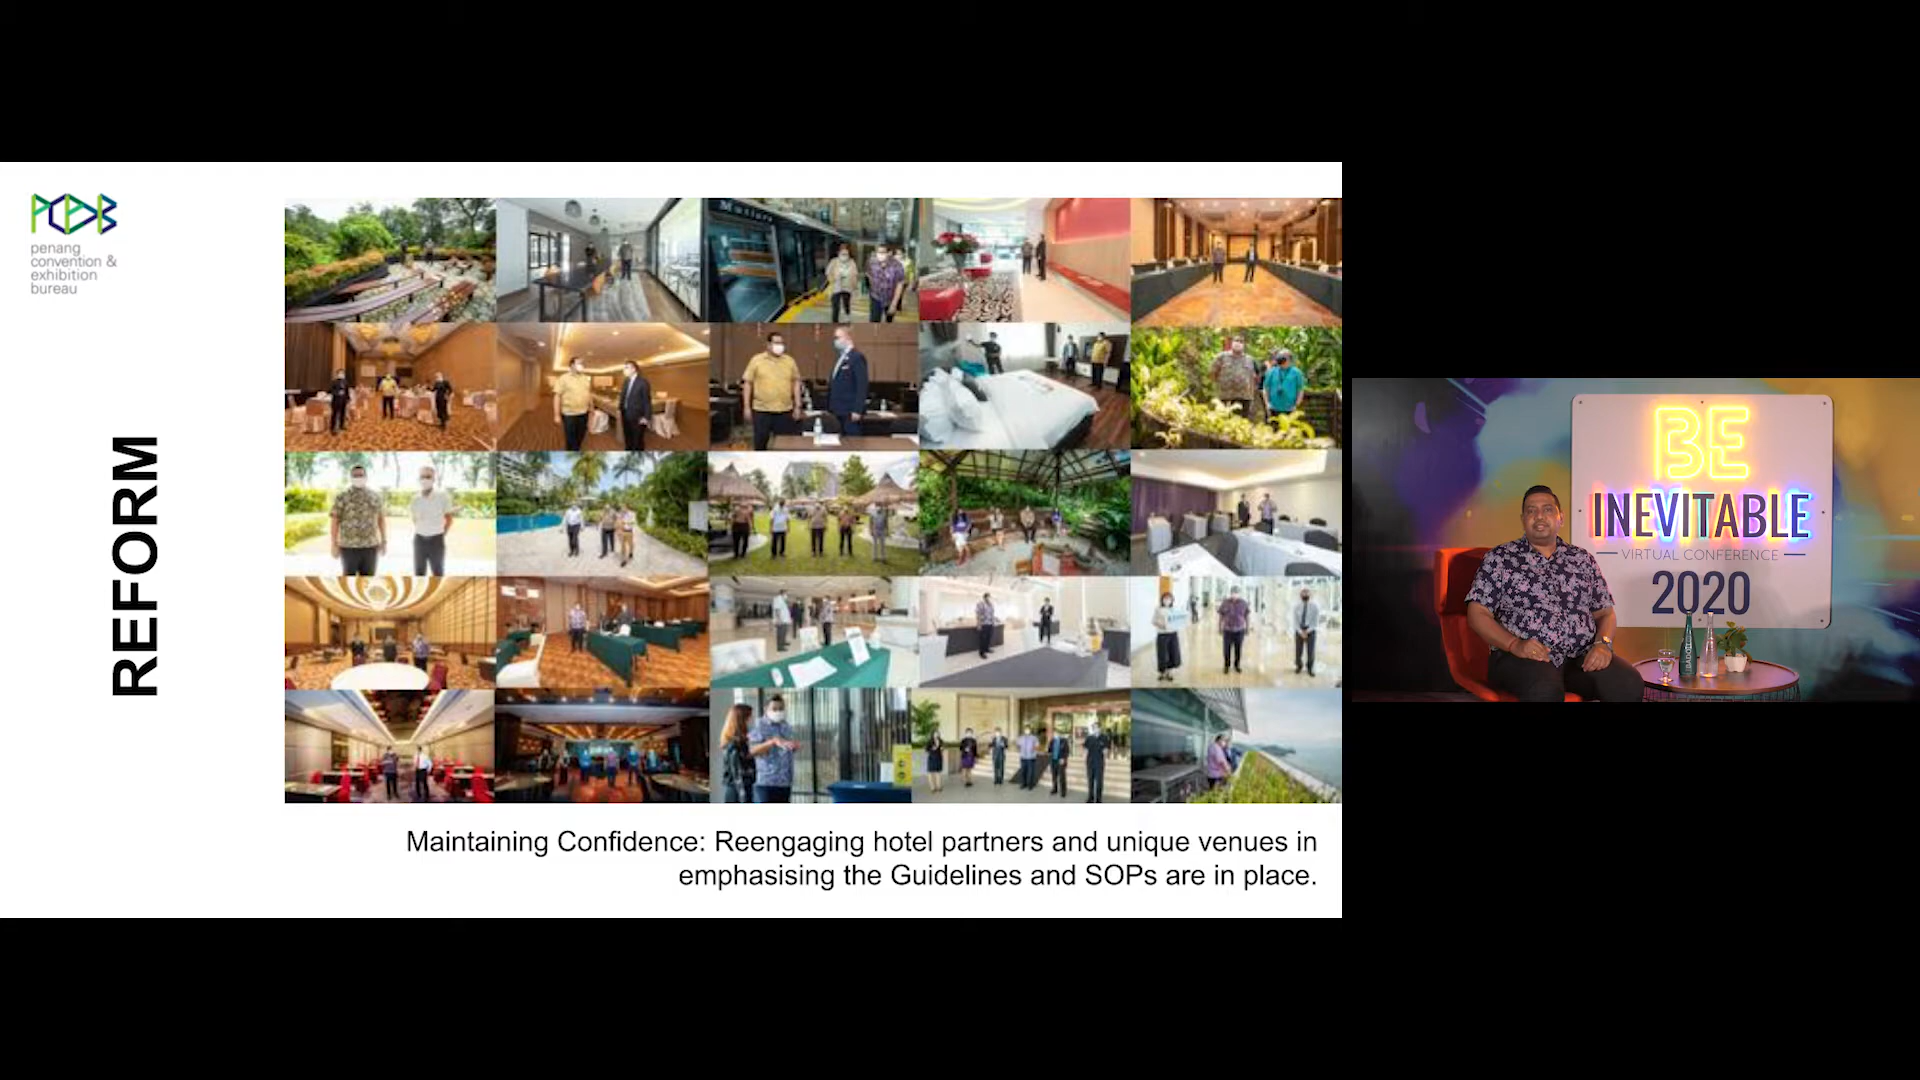 PCEB
penang
convention &
exhibition
bureau
REFORM
Maintaining Confidence: Reengaging hotel partners and unique venues in
emphasising the Guidelines and SOPs are in place.
BE
INEVITABLE
VIRTUAL CONFERENCE
2020